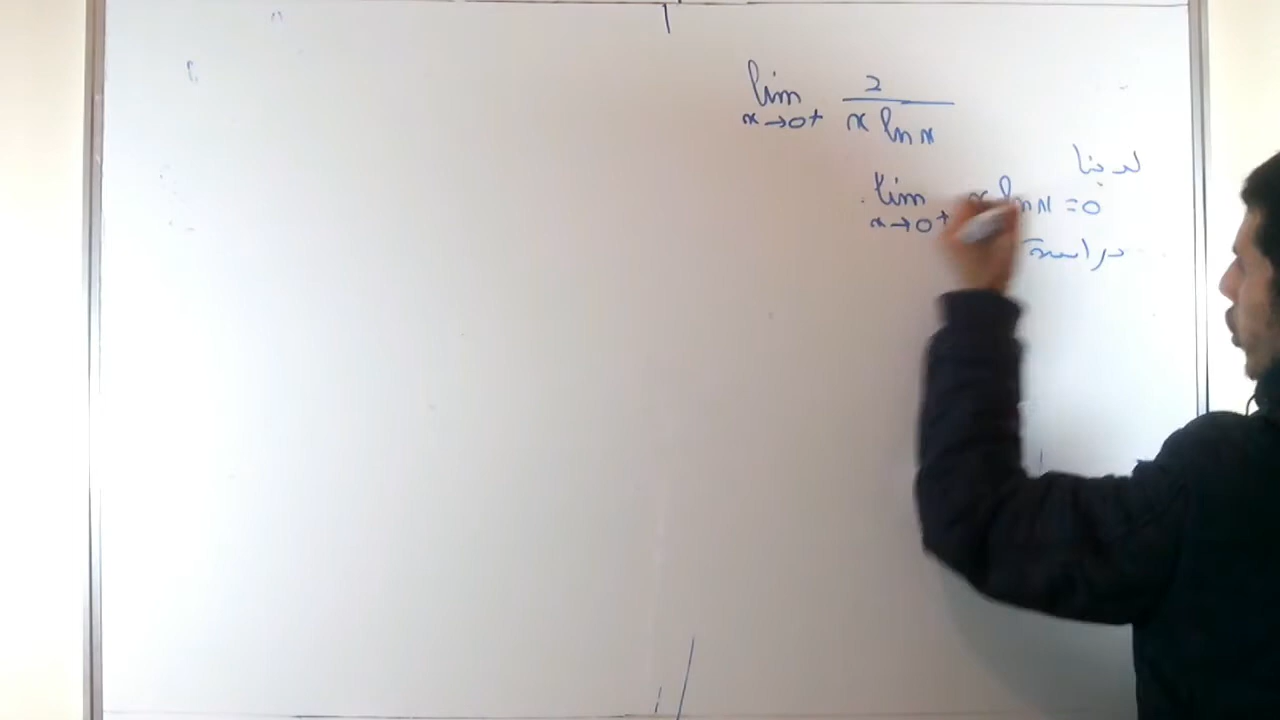 lim x→0+ 2 / x ln x
لدينا
lim x→0+ x ln x = 0
دراسة